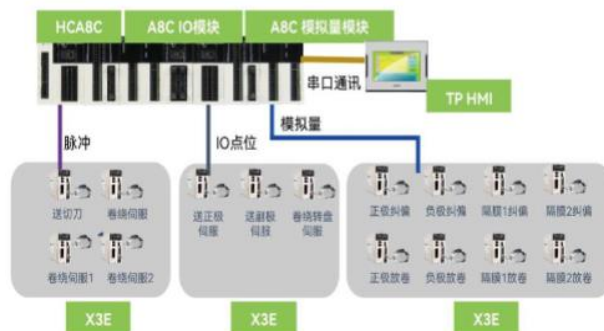 HCA8C
A8C IO模块
A8C 模拟量模块
串口通讯
TP HMI
脉冲
IO点位
模拟量
送切刀
卷绕伺服
卷绕伺服1
卷绕伺服2
送正极
伺服
送副极
伺服
卷绕转盘
伺服
正极纠偏
负极纠偏
隔膜1纠偏
隔膜2纠偏
正极放卷
负极放卷
隔膜1放卷
隔膜2放卷
X3E
X3E
X3E